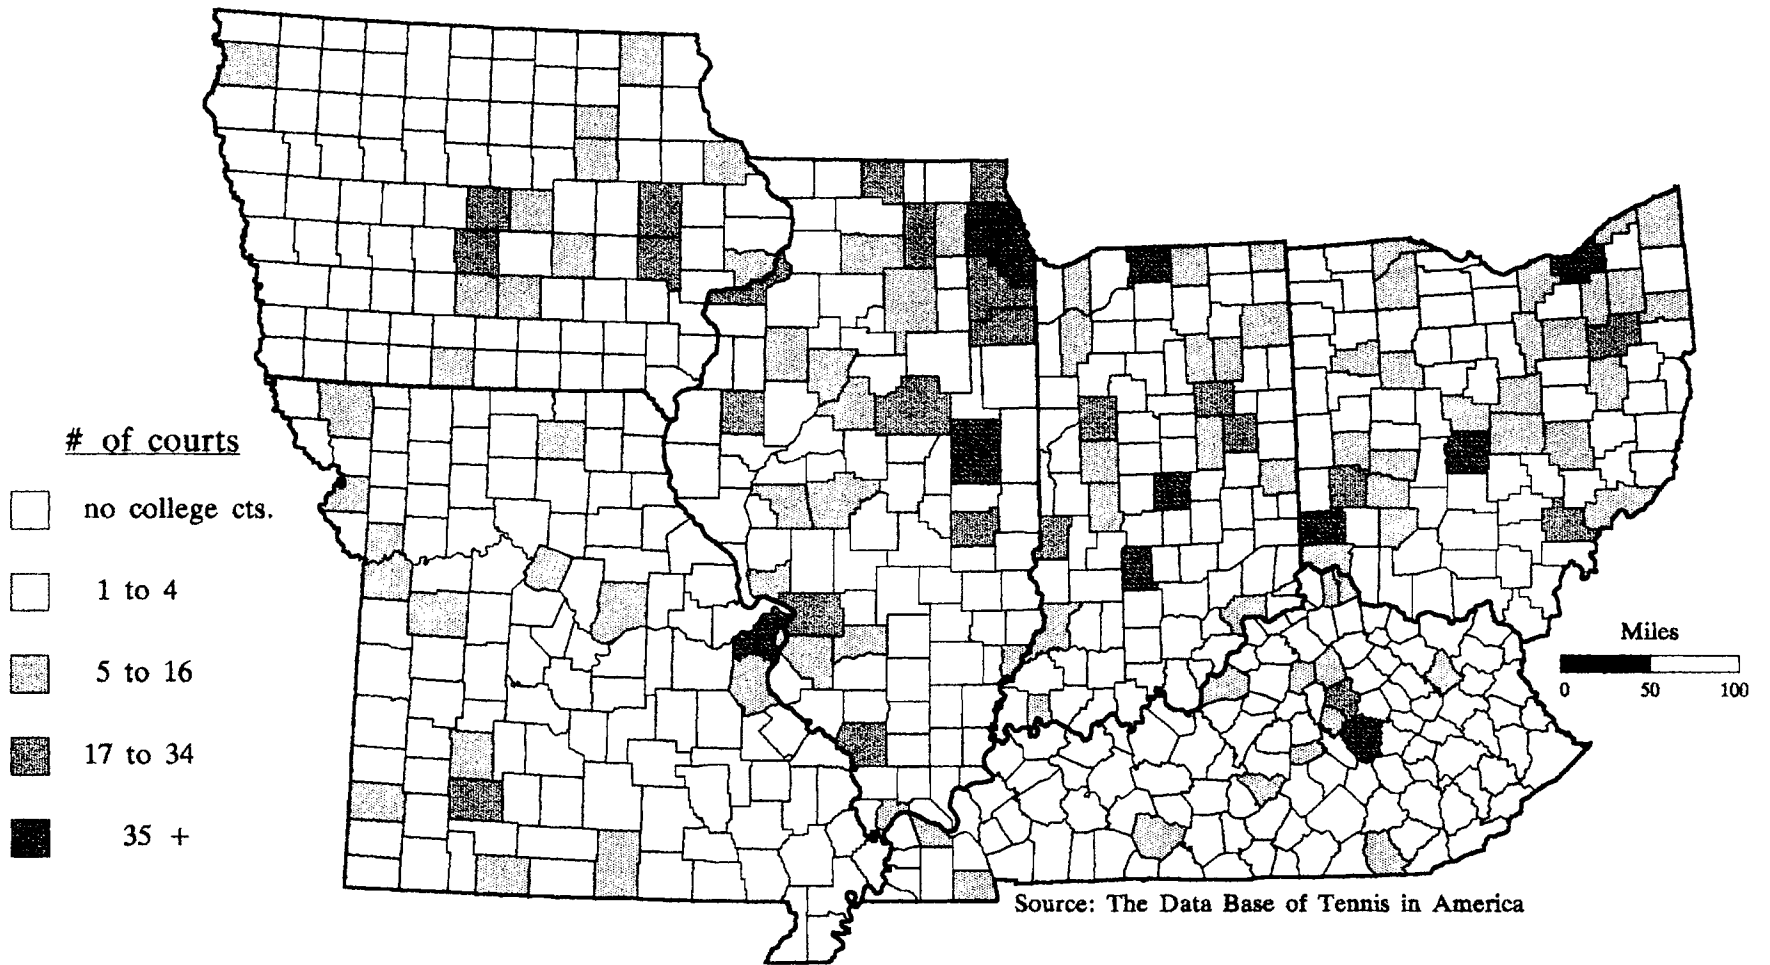 # of courts
no college cts.
1 to 4
5 to 16
17 to 34
35 +
Miles
0 50 100
Source: The Data Base of Tennis in America